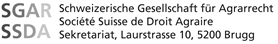 SGAR Schweizerische Gesellschaft für Agrarrecht
SSDA Société Suisse de Droit Agraire
Sekretariat, Laurstrasse 10, 5200 Brugg